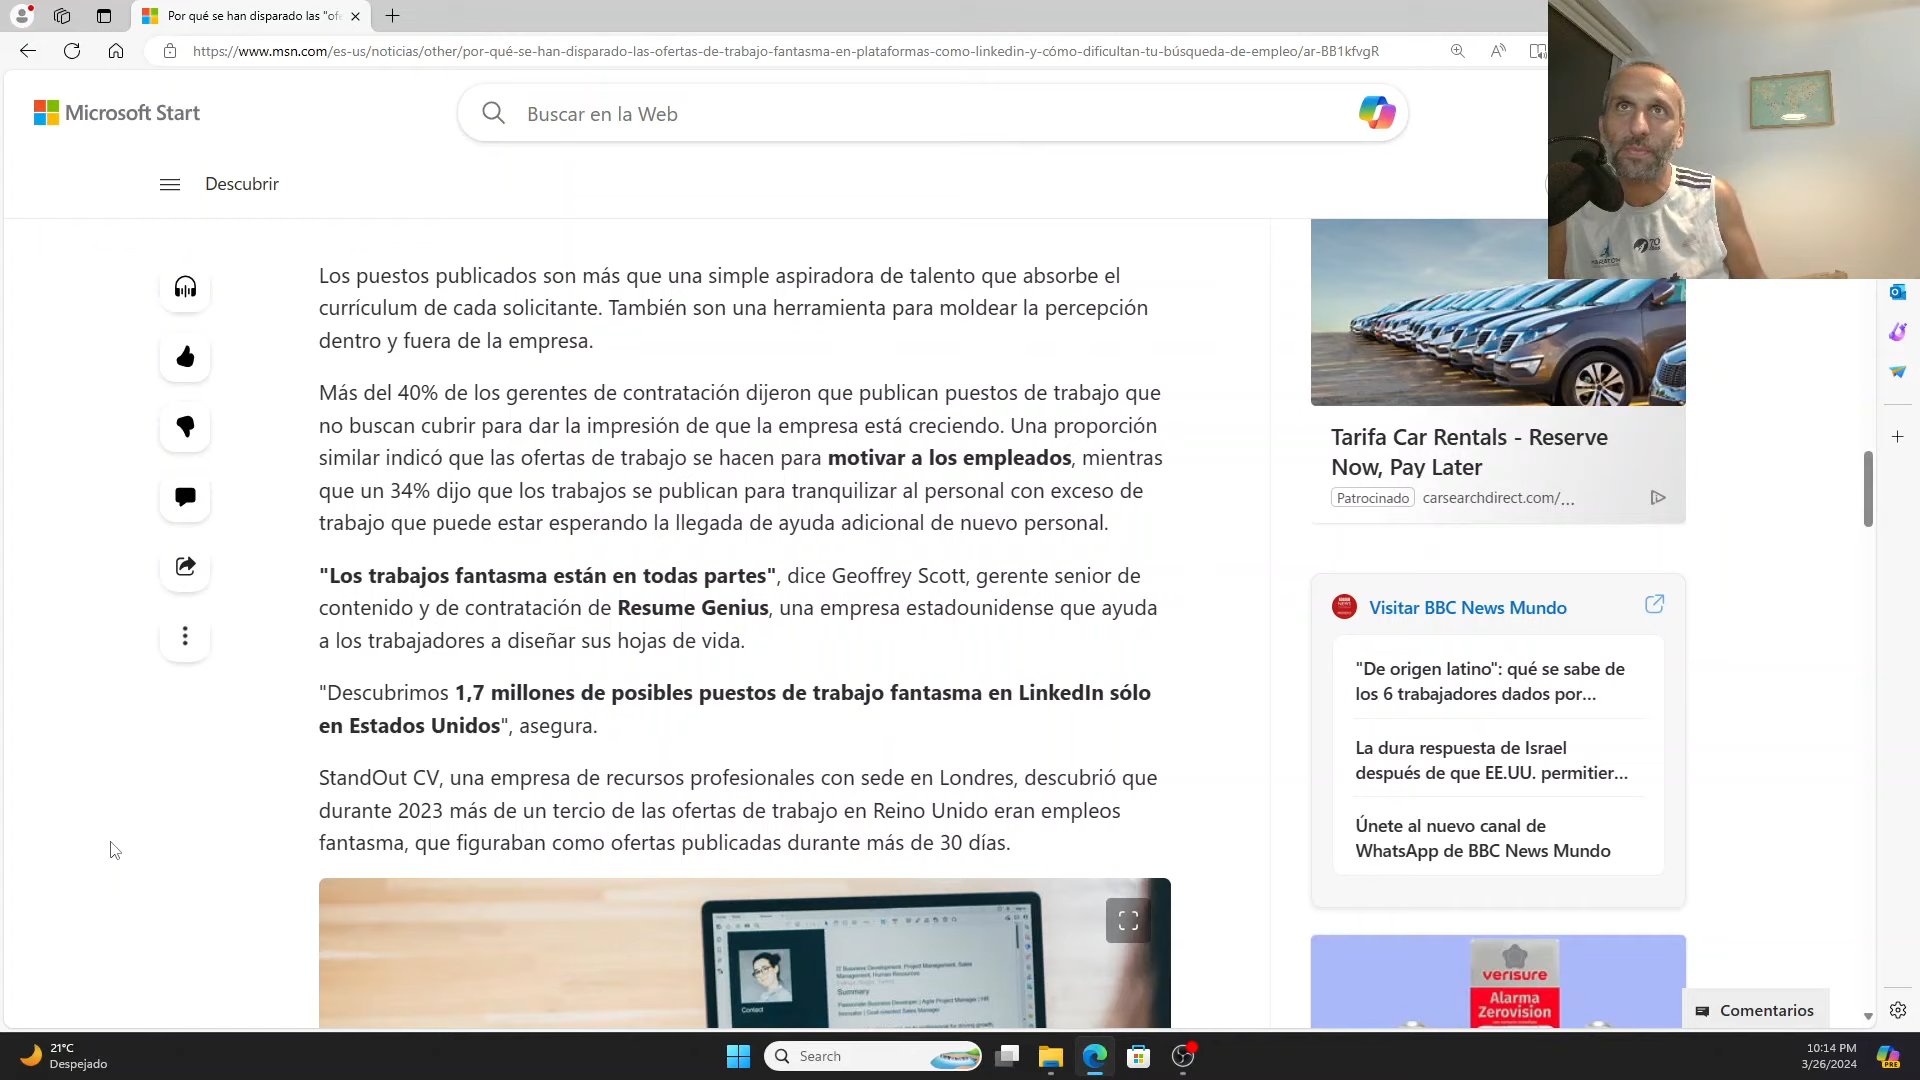 Por qué se han disparado las "ofe
https://www.msn.com/es-us/noticias/other/por-qué-se-han-disparado-las-ofertas-de-trabajo-fantasma-en-plataformas-como-linkedin-y-cómo-dificultan-tu-búsqueda-de-empleo/ar-BB1kfvgR
Microsoft Start
Buscar en la Web
Descubrir
Los puestos publicados son más que una simple aspiradora de talento que absorbe el
currículum de cada solicitante. También son una herramienta para moldear la percepción
dentro y fuera de la empresa.
Más del 40% de los gerentes de contratación dijeron que publican puestos de trabajo que
no buscan cubrir para dar la impresión de que la empresa está creciendo. Una proporción
similar indicó que las ofertas de trabajo se hacen para motivar a los empleados, mientras
que un 34% dijo que los trabajos se publican para tranquilizar al personal con exceso de
trabajo que puede estar esperando la llegada de ayuda adicional de nuevo personal.
"Los trabajos fantasma están en todas partes", dice Geoffrey Scott, gerente senior de
contenido y de contratación de Resume Genius, una empresa estadounidense que ayuda
a los trabajadores a diseñar sus hojas de vida.
"Descubrimos 1,7 millones de posibles puestos de trabajo fantasma en LinkedIn sólo
en Estados Unidos", asegura.
StandOut CV, una empresa de recursos profesionales con sede en Londres, descubrió que
durante 2023 más de un tercio de las ofertas de trabajo en Reino Unido eran empleos
fantasma, que figuraban como ofertas publicadas durante más de 30 días.
Summary
Contact
Tarifa Car Rentals - Reserve
Now, Pay Later
Patrocinado carsearchdirect.com/...
Visitar BBC News Mundo
"De origen latino": qué se sabe de
los 6 trabajadores dados por...
La dura respuesta de Israel
después de que EE.UU. permitier...
Únete al nuevo canal de
WhatsApp de BBC News Mundo
verisure
Alarma
Zerovision
Comentarios
21°C
Despejado
Search
10:14 PM
3/26/2024